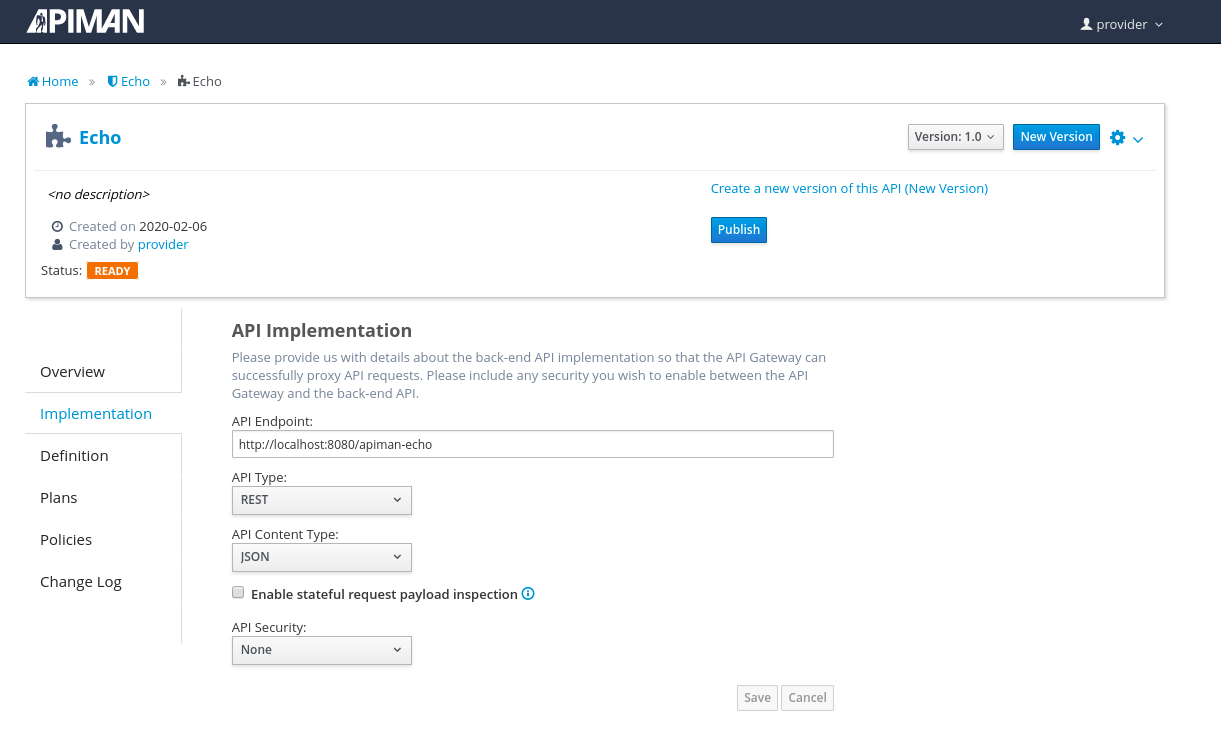 APIMAN
provider
Home » Echo » Echo
Echo
Version: 1.0
New Version
<no description>
Create a new version of this API (New Version)
Created on 2020-02-06
Publish
Created by provider
Status: READY
Overview
Implementation
Definition
Plans
Policies
Change Log
API Implementation
Please provide us with details about the back-end API implementation so that the API Gateway can
successfully proxy API requests. Please include any security you wish to enable between the API
Gateway and the back-end API.
API Endpoint:
http://localhost:8080/apiman-echo
API Type:
REST
API Content Type:
JSON
Enable stateful request payload inspection
API Security:
None
Save Cancel